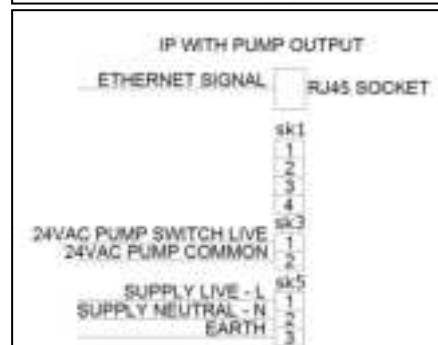 IP WITH PUMP OUTPUT
ETHERNET SIGNAL RJ45 SOCKET
sk1
1
2
3
4
sk3
24VAC PUMP SWITCH LIVE 1
24VAC PUMP COMMON 2
sk5
SUPPLY LIVE - L 1
SUPPLY NEUTRAL - N 2
EARTH 3